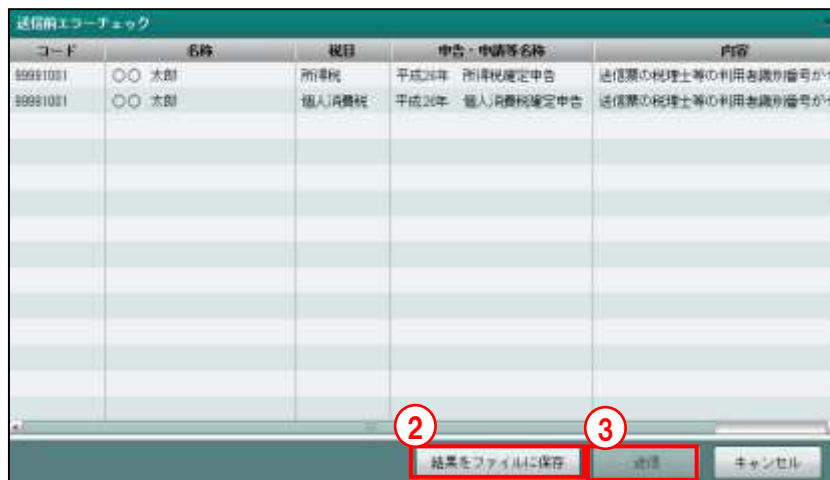 送信前エラーチェック
コード 名称 税目 申告・申請等名称 内容
99991001 〇〇 太郎 所得税 平成26年 所得税確定申告 送信票の税理士等の利用者識別番号が
99991001 〇〇 太郎 個人消費税 平成26年 個人消費税確定申告 送信票の税理士等の利用者識別番号が
② ③
結果をファイルに保存 送信 キャンセル